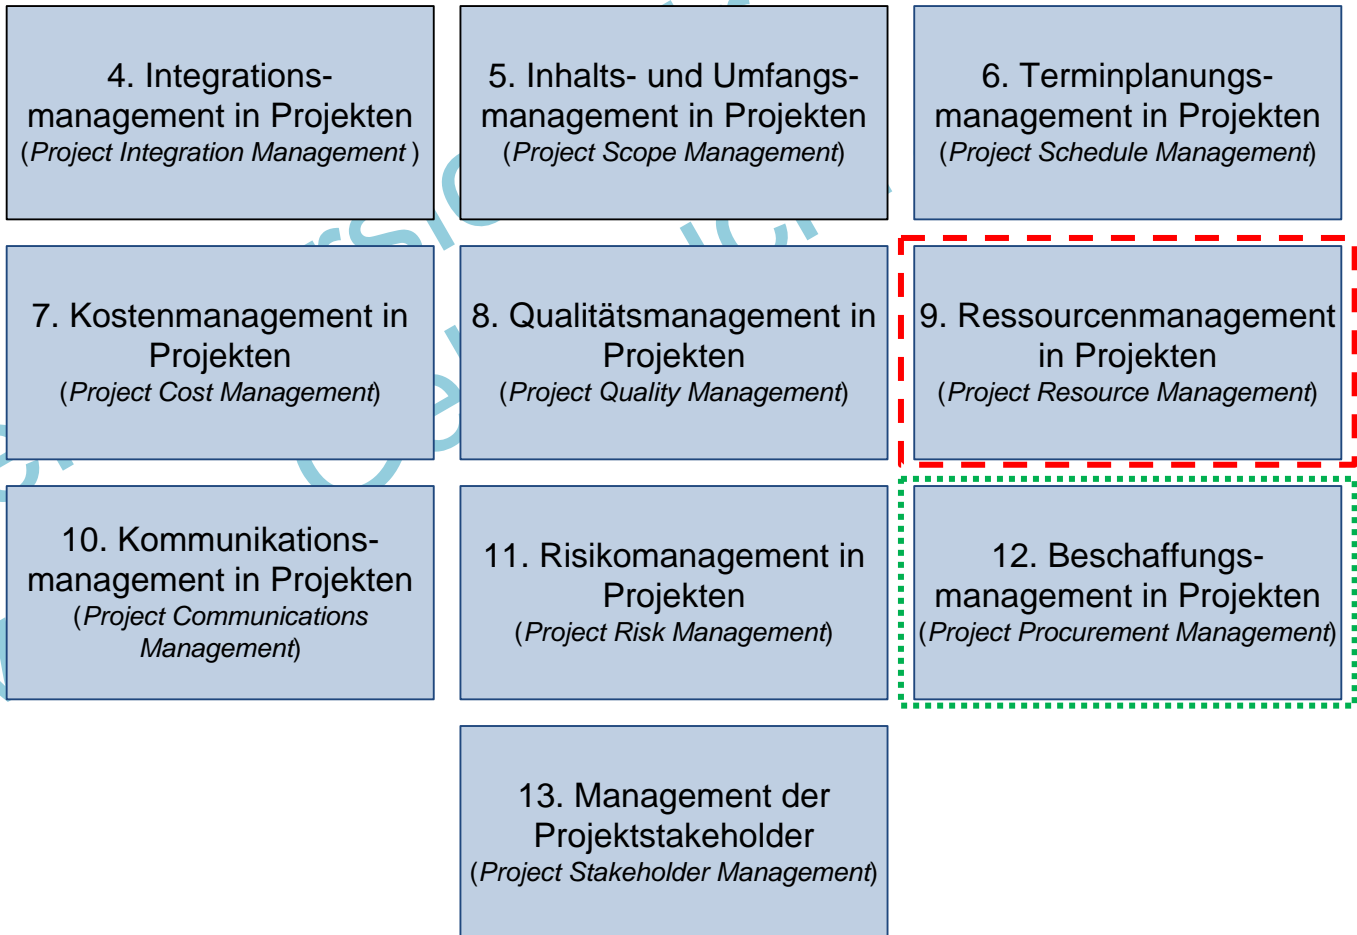 4. Integrations-
management in Projekten
(Project Integration Management )
5. Inhalts- und Umfangs-
management in Projekten
(Project Scope Management)
6. Terminplanungs-
management in Projekten
(Project Schedule Management)
7. Kostenmanagement in
Projekten
(Project Cost Management)
8. Qualitätsmanagement in
Projekten
(Project Quality Management)
9. Ressourcenmanagement
in Projekten
(Project Resource Management)
10. Kommunikations-
management in Projekten
(Project Communications
Management)
11. Risikomanagement in
Projekten
(Project Risk Management)
12. Beschaffungs-
management in Projekten
(Project Procurement Management)
13. Management der
Projektstakeholder
(Project Stakeholder Management)